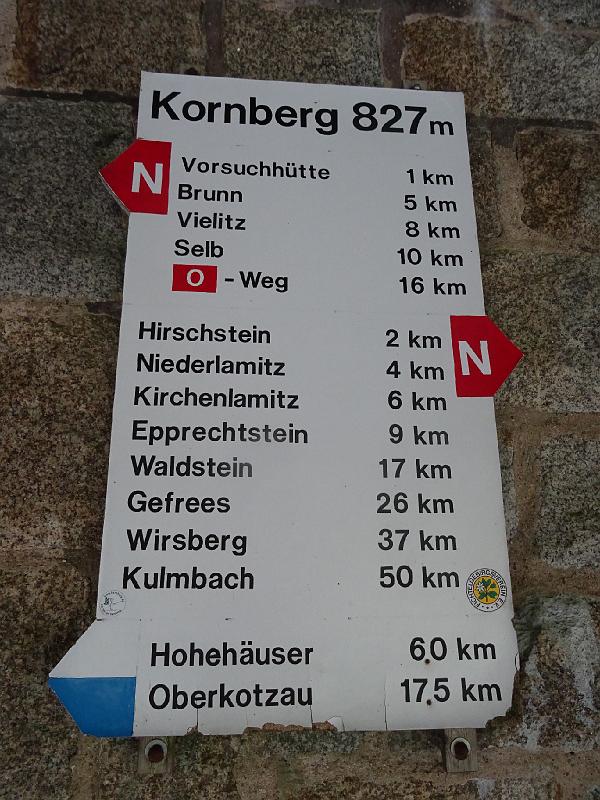 Kornberg 827m
N
Vorsuchhütte 1 km
Brunn 5 km
Vielitz 8 km
Selb 10 km
O - Weg 16 km
Hirschstein 2 km
N
Niederlamitz 4 km
Kirchenlamitz 6 km
Epprechtstein 9 km
Waldstein 17 km
Gefrees 26 km
Wirsberg 37 km
Kulmbach 50 km
FICHTELGEBIRGSVEREIN E.V.
Hohehäuser 6 0 km
Oberkotzau 17,5 km